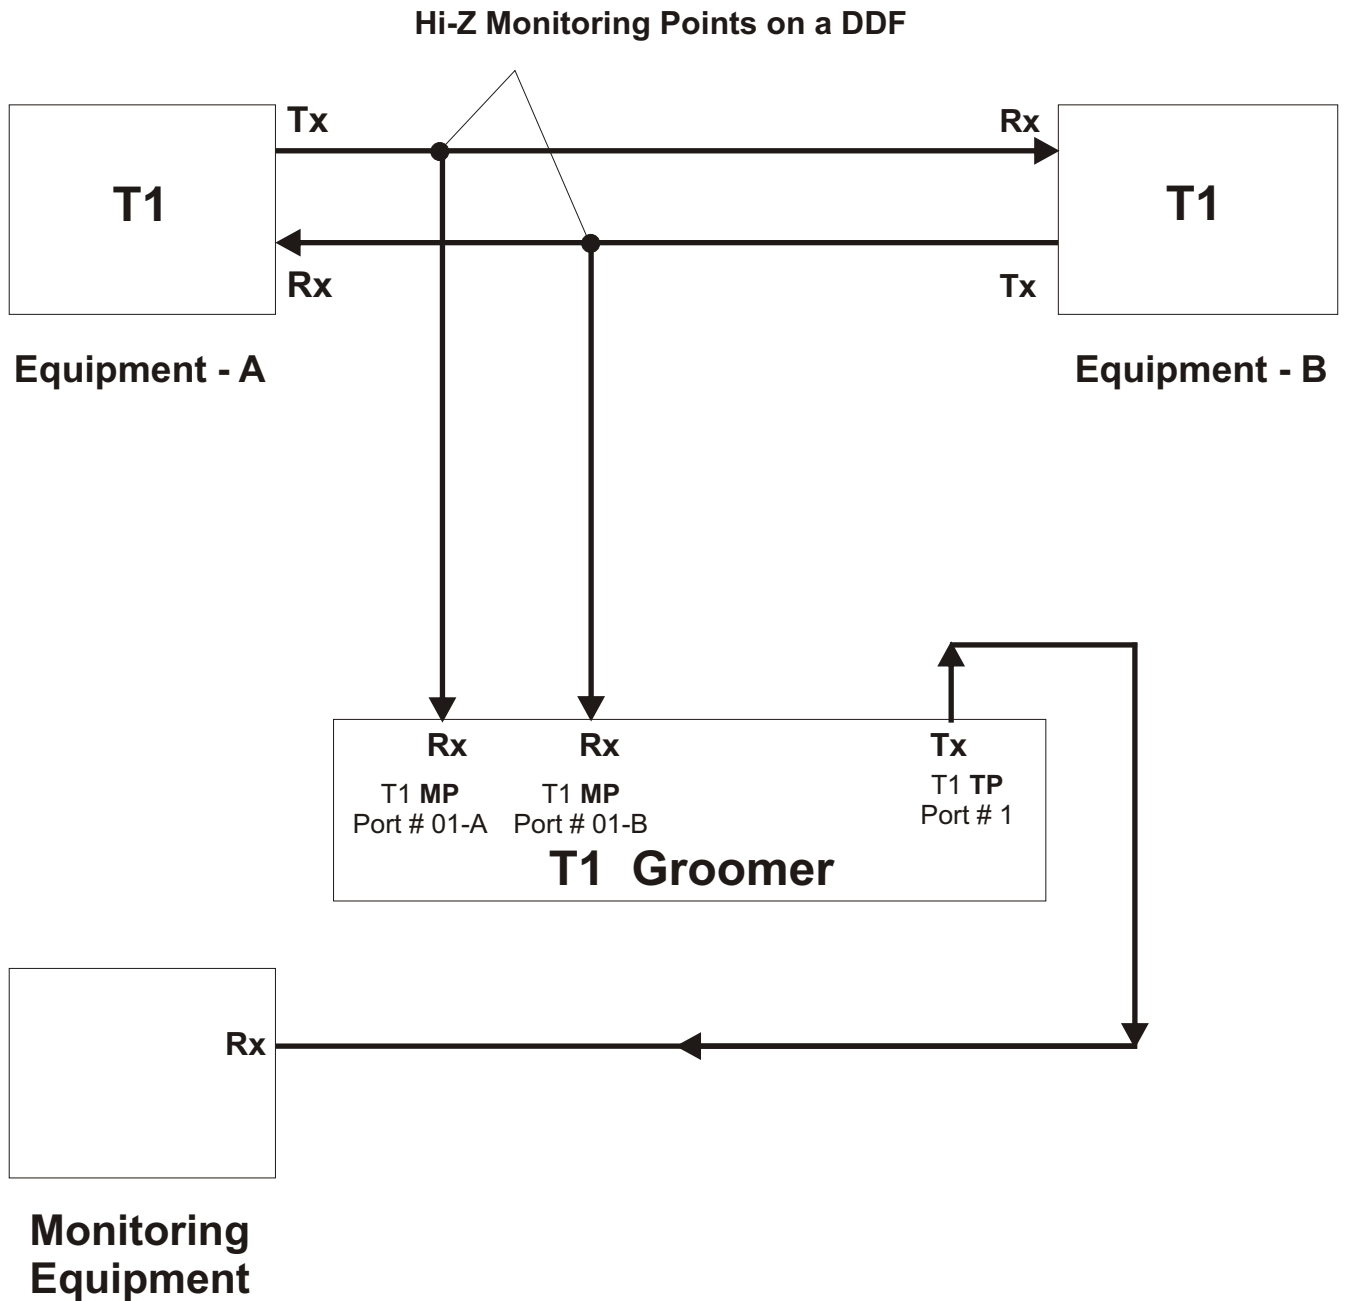 Hi-Z Monitoring Points on a DDF
Tx
Rx
T1
T1
Rx
Tx
Equipment - A
Equipment - B
Rx
Rx
Tx
T1 MP
Port # 01-A
T1 MP
Port # 01-B
T1 TP
Port # 1
T1 Groomer
Rx
Monitoring
Equipment